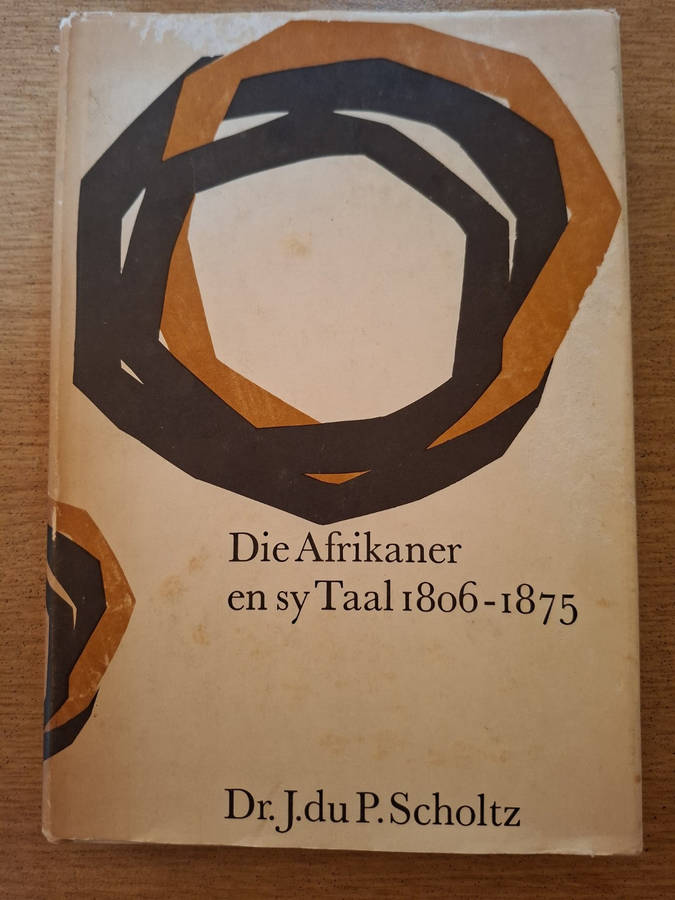 Die Afrikaner
en sy Taal 1806-1875
Dr. J. du P. Scholtz